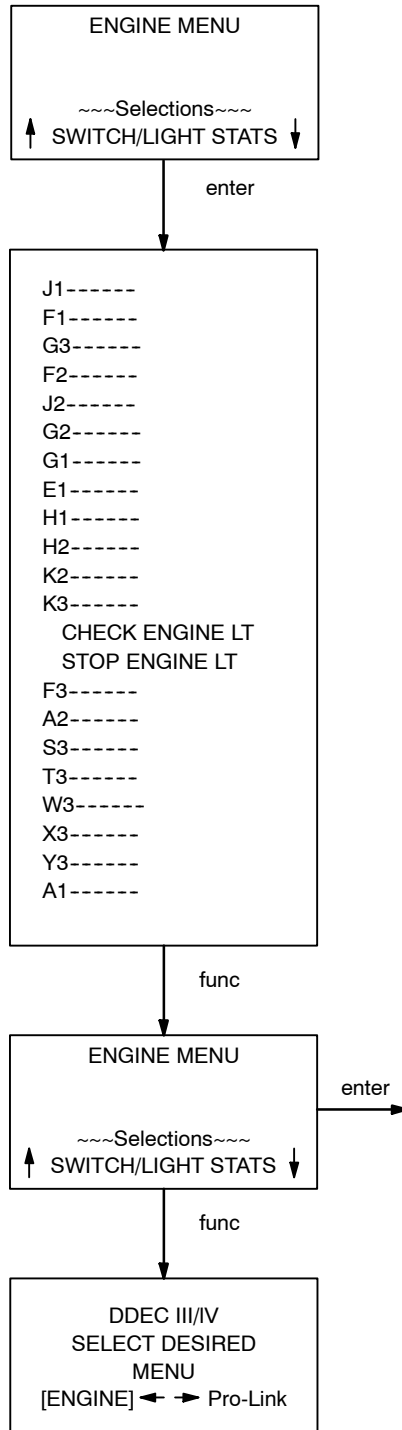 ENGINE MENU
~~~Selections~~~
SWITCH/LIGHT STATS
enter
J1------
F1------
G3------
F2------
J2------
G2------
G1------
E1------
H1------
H2------
K2------
K3------
CHECK ENGINE LT
STOP ENGINE LT
F3------
A2------
S3------
T3------
W3------
X3------
Y3------
A1------
func
ENGINE MENU
~~~Selections~~~
SWITCH/LIGHT STATS
enter
func
DDEC III/IV
SELECT DESIRED
MENU
[ENGINE] Pro-Link